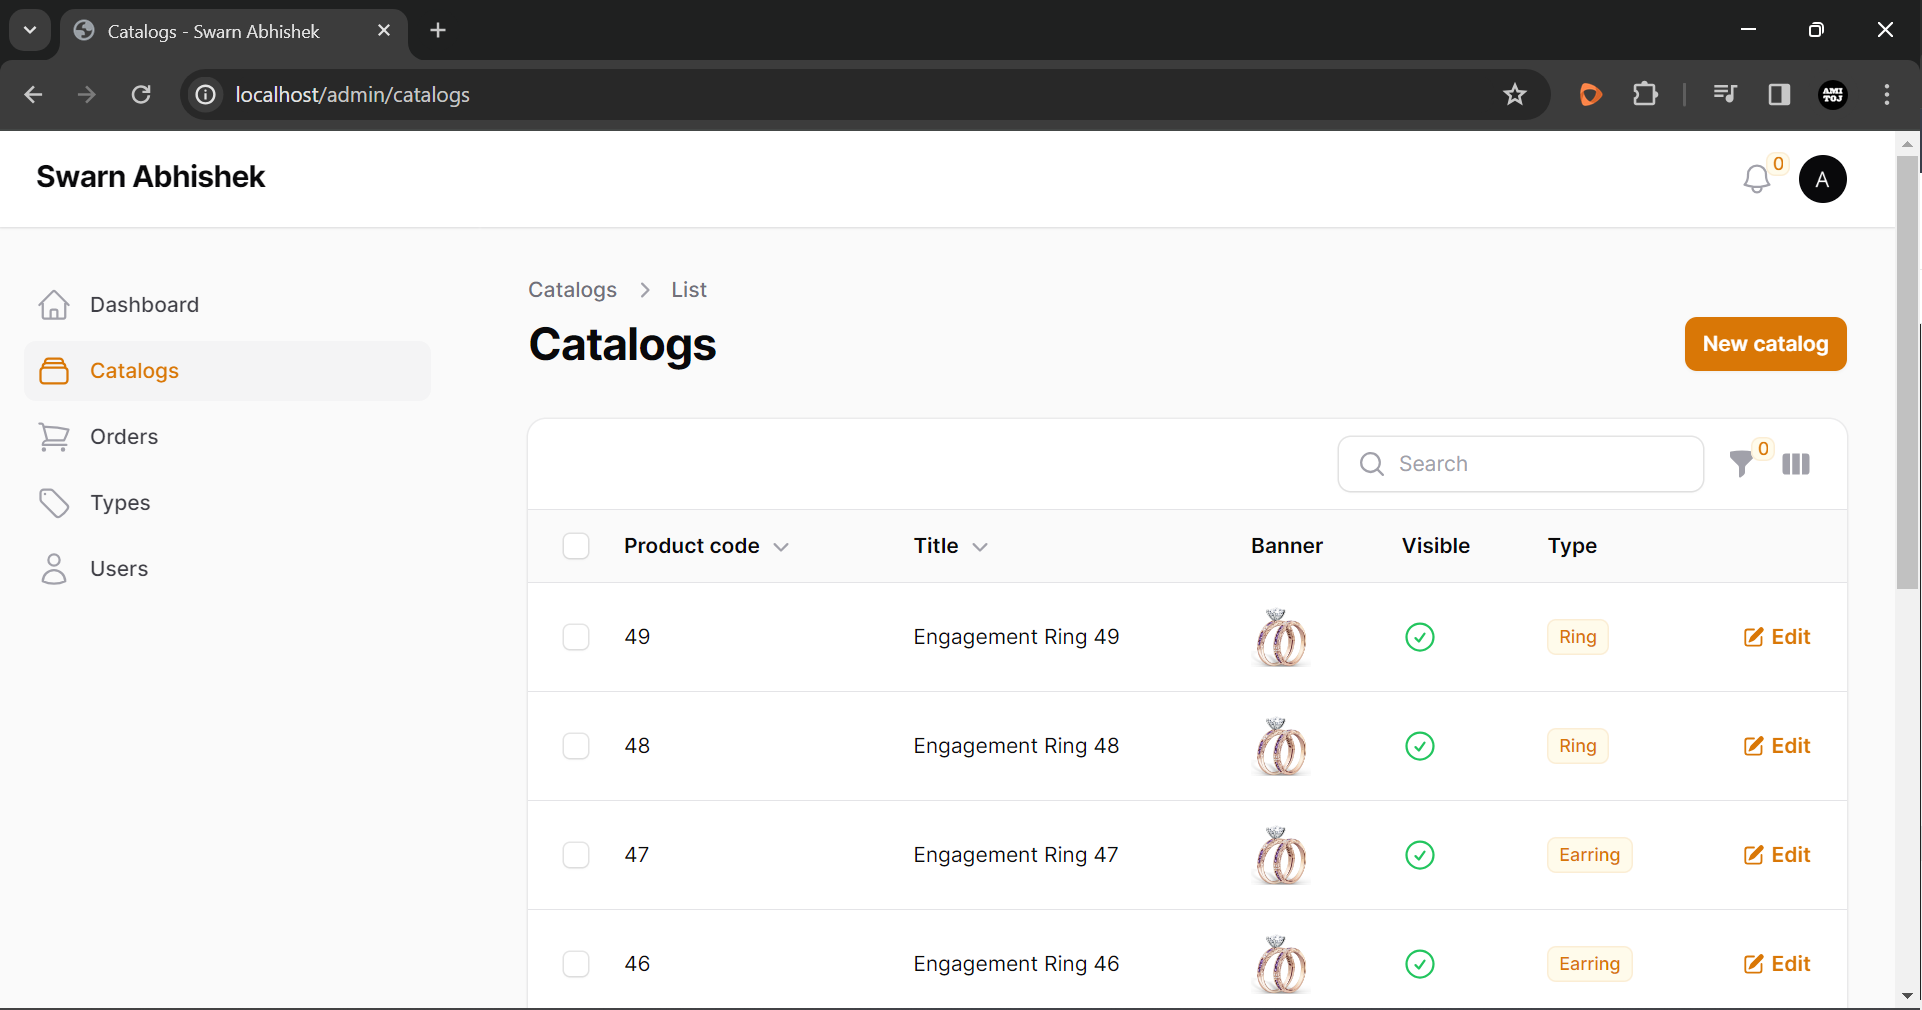 Catalogs - Swarn Abhishek
localhost/admin/catalogs
AMI
TOJ
Swarn Abhishek
0
A
Dashboard
Catalogs
Orders
Types
Users
Catalogs > List
Catalogs
New catalog
Search
0
Product code Title Banner Visible Type
49 Engagement Ring 49 Ring Edit
48 Engagement Ring 48 Ring Edit
47 Engagement Ring 47 Earring Edit
46 Engagement Ring 46 Earring Edit